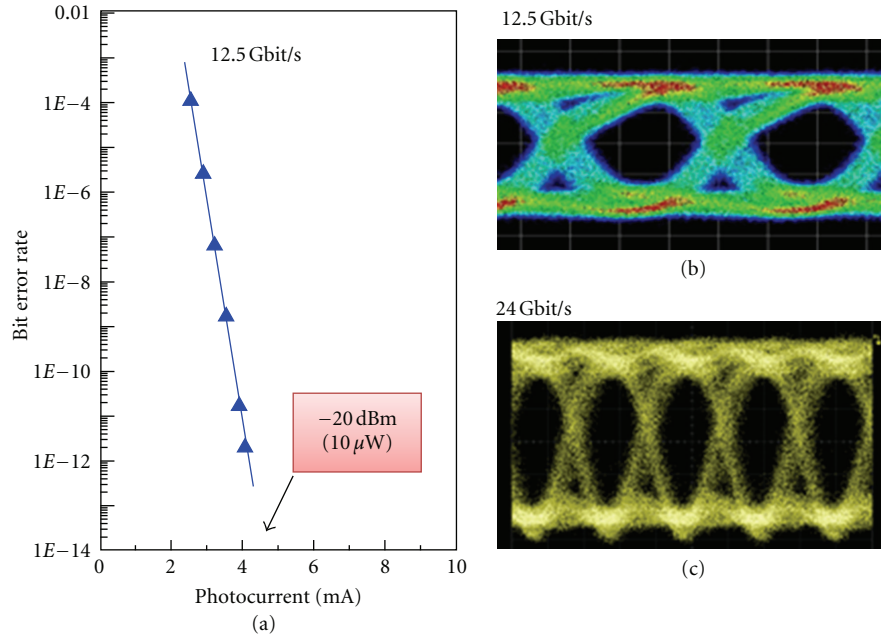 0.01
12.5 Gbit/s
1E−4
1E−6
1E−8
1E−10
1E−12
1E−14
Bit error rate
−20 dBm
(10 μW)
0 2 4 6 8 10
Photocurrent (mA)
(a)
12.5 Gbit/s
(b)
24 Gbit/s
(c)